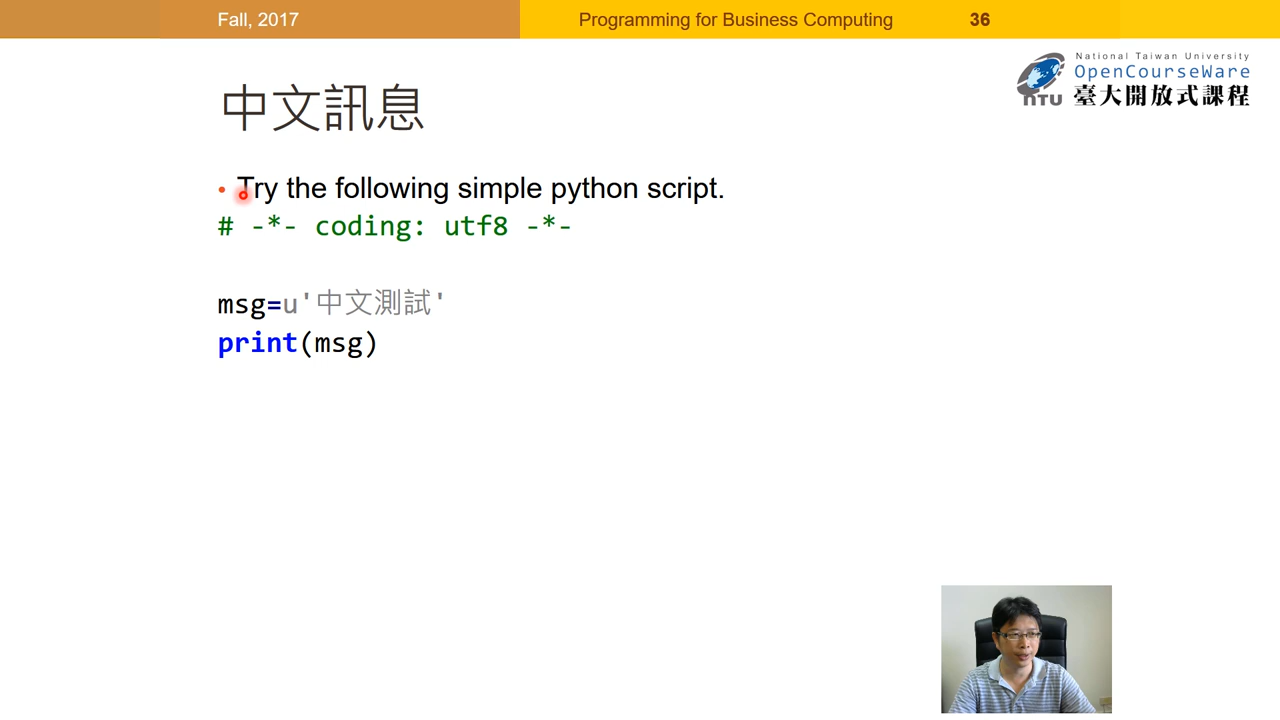 Fall, 2017
Programming for Business Computing 36
National Taiwan University
OpenCourseWare
NTU 臺大開放式課程
中文訊息
• Try the following simple python script.
# -*- coding: utf8 -*-
msg=u'中文測試'
print(msg)